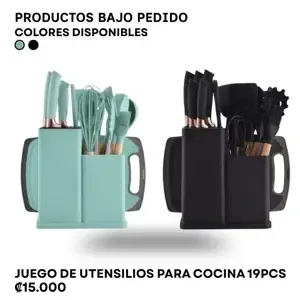 PRODUCTOS BAJO PEDIDO
COLORES DISPONIBLES
JUEGO DE UTENSILIOS PARA COCINA 19PCS
₡15.000